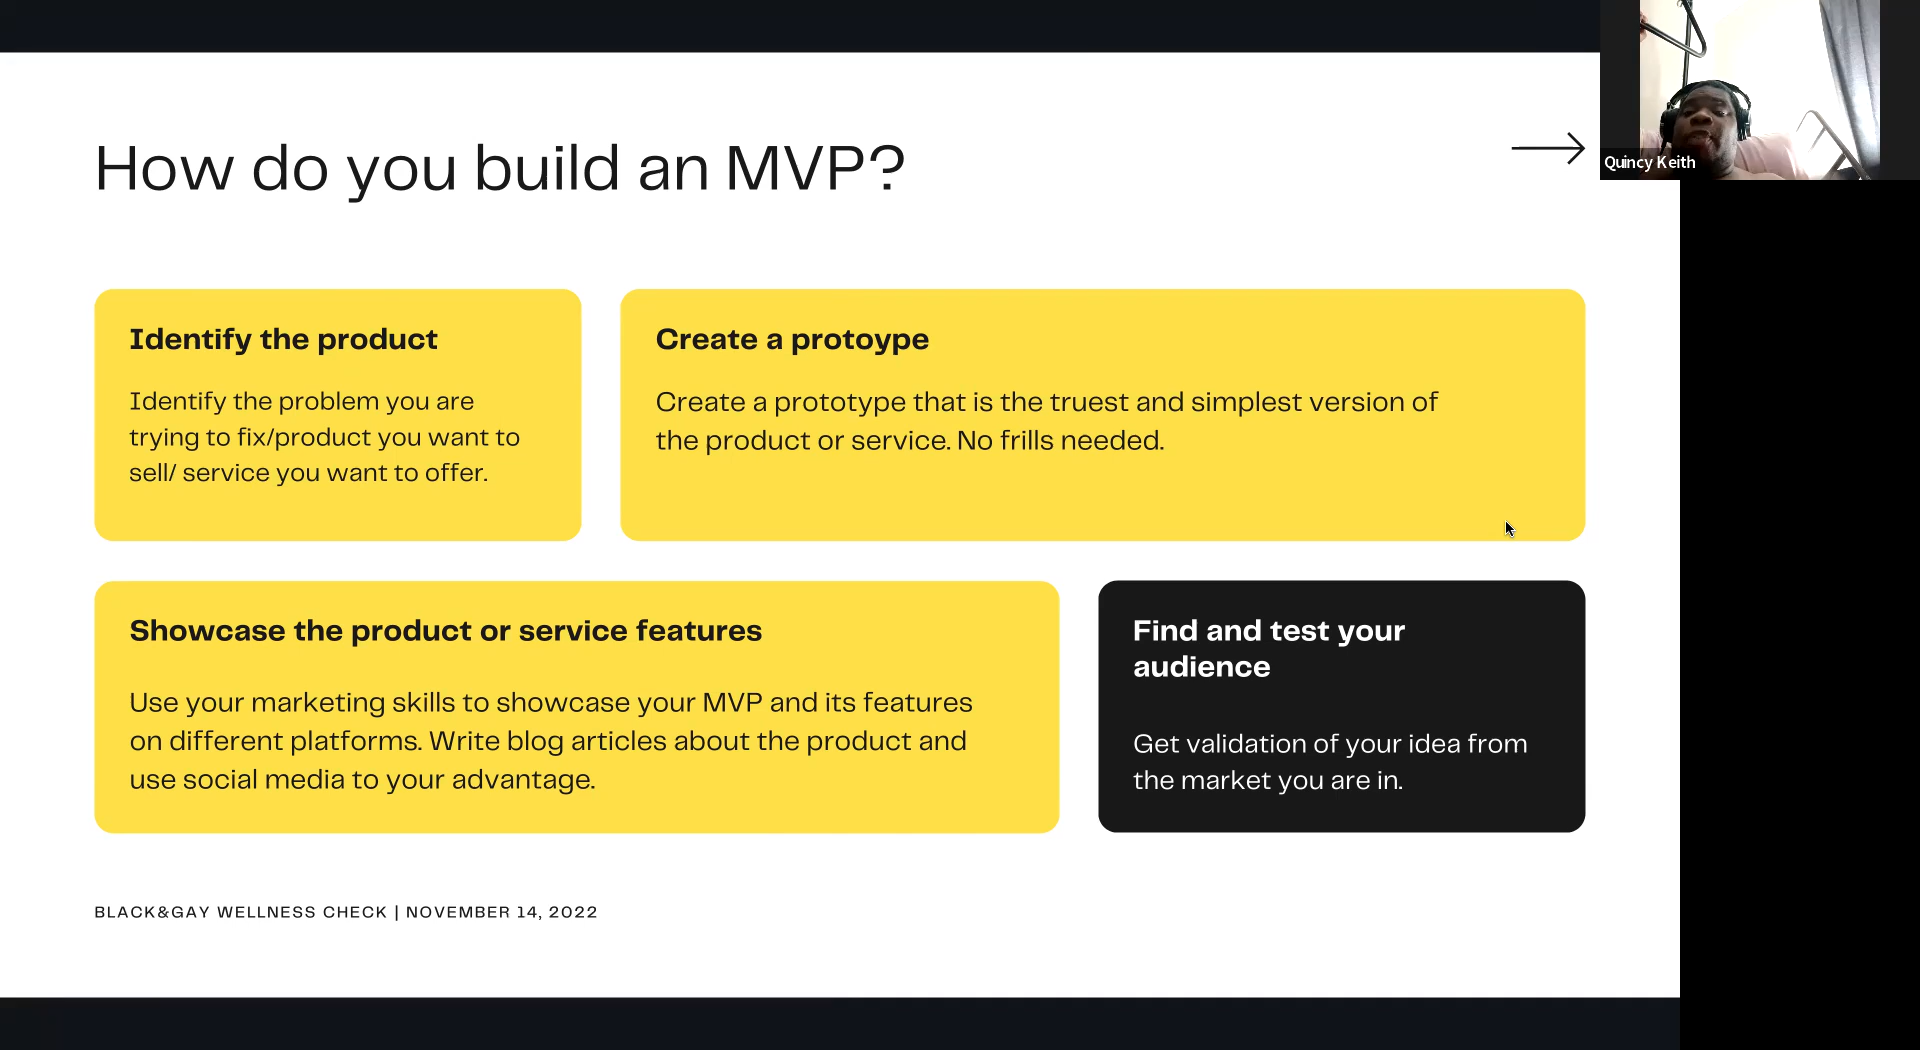 How do you build an MVP?
Quincy Keith
Identify the product
Identify the problem you are
trying to fix/product you want to
sell/ service you want to offer.
Create a protoype
Create a prototype that is the truest and simplest version of
the product or service. No frills needed.
Showcase the product or service features
Use your marketing skills to showcase your MVP and its features
on different platforms. Write blog articles about the product and
use social media to your advantage.
Find and test your
audience
Get validation of your idea from
the market you are in.
BLACK&GAY WELLNESS CHECK | NOVEMBER 14, 2022